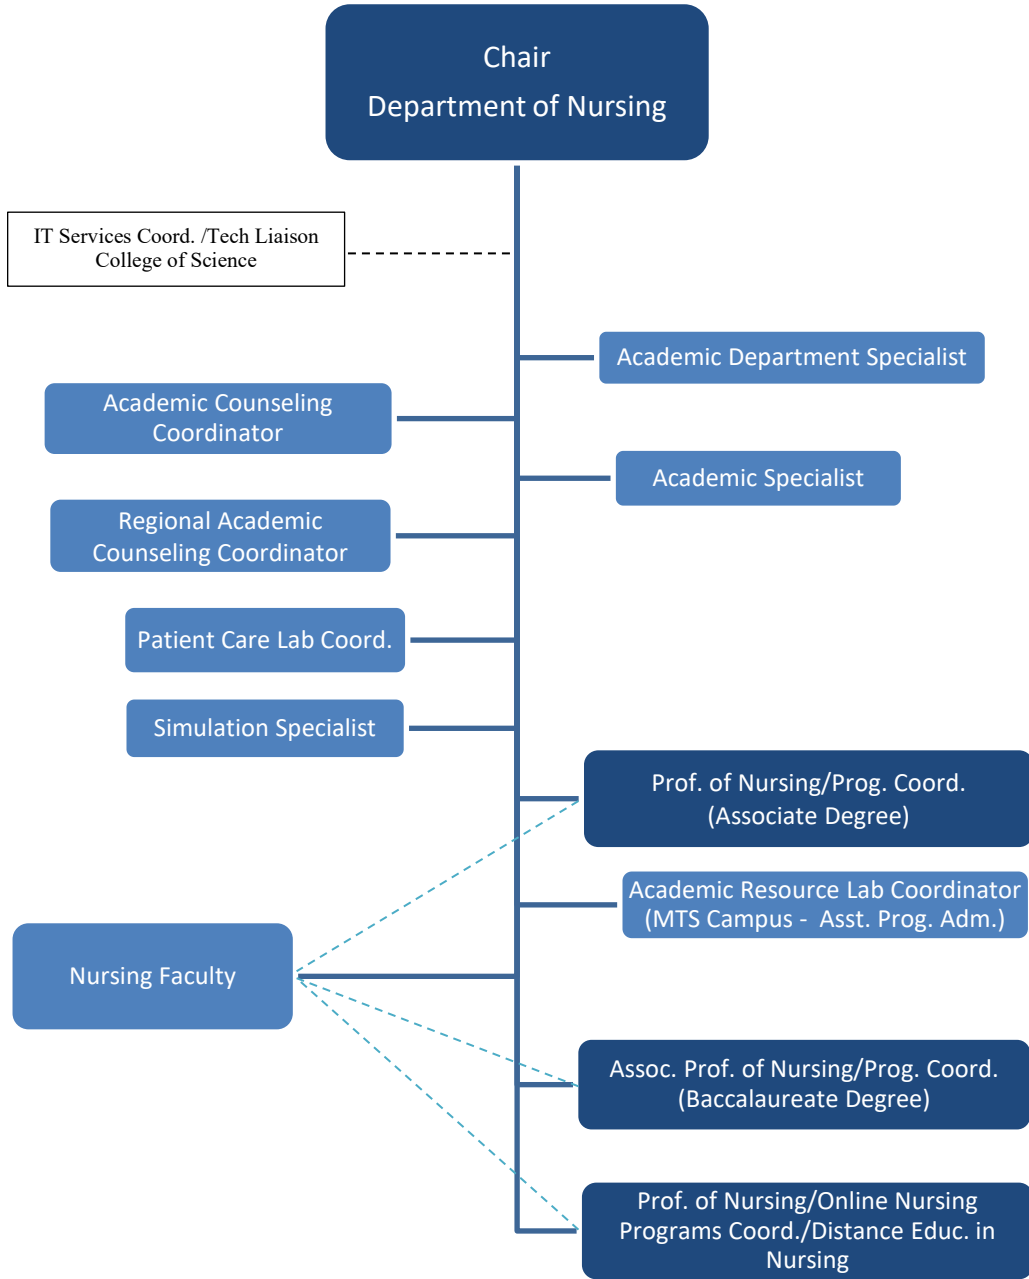 Chair
Department of Nursing
IT Services Coord. /Tech Liaison
College of Science
Academic Department Specialist
Academic Counseling
Coordinator
Academic Specialist
Regional Academic
Counseling Coordinator
Patient Care Lab Coord.
Simulation Specialist
Prof. of Nursing/Prog. Coord.
(Associate Degree)
Academic Resource Lab Coordinator
(MTS Campus - Asst. Prog. Adm.)
Nursing Faculty
Assoc. Prof. of Nursing/Prog. Coord.
(Baccalaureate Degree)
Prof. of Nursing/Online Nursing
Programs Coord./Distance Educ. in
Nursing